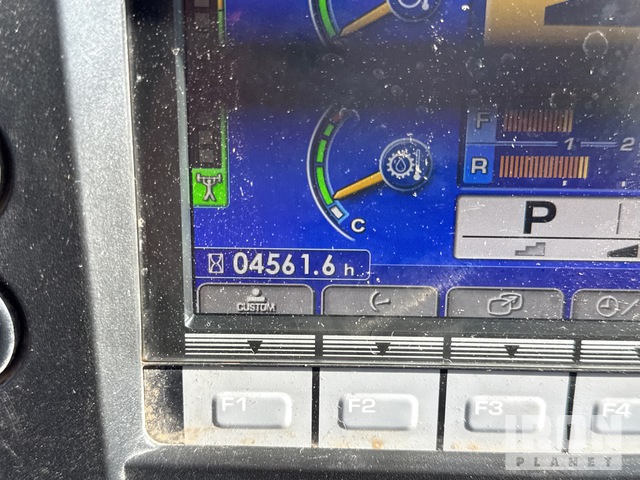 F
1 2
R
C
P
04561.6 h
CUSTOM
F1 F2 F3 F4
IRON
PLANET